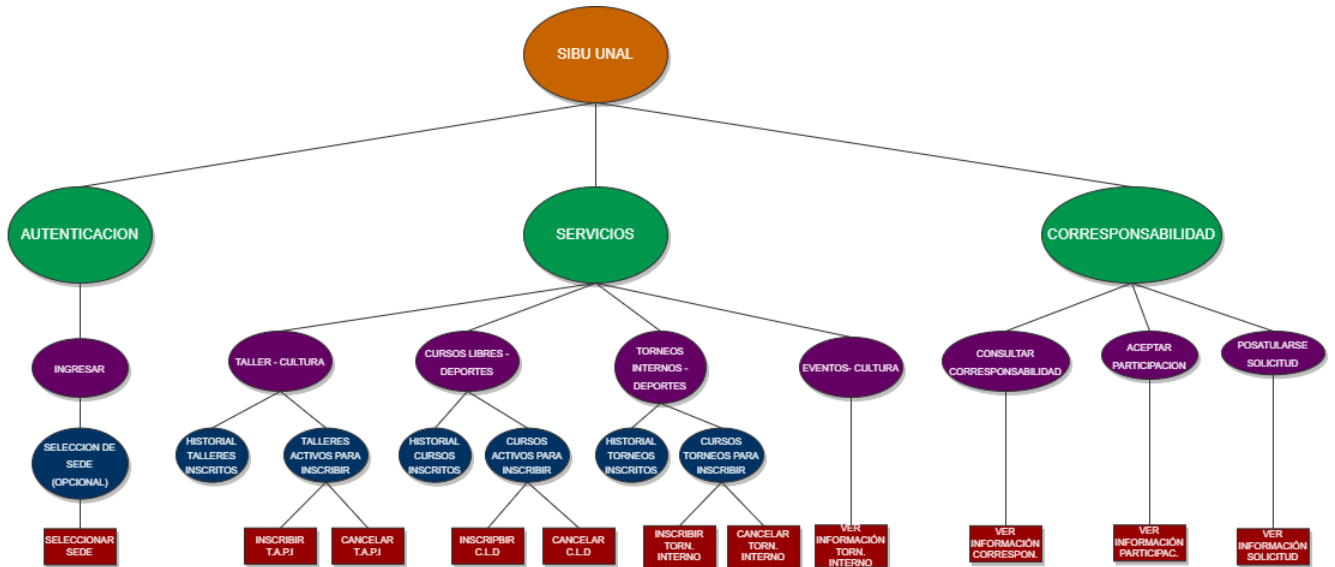 SIBU UNAL
AUTENTICACION
SERVICIOS
CORRESPONSABILIDAD
INGRESAR
TALLER - CULTURA
CURSOS LIBRES -
DEPORTES
TORNEOS
INTERNOS -
DEPORTES
EVENTOS- CULTURA
CONSULTAR
CORRESPONSABILIDAD
ACEPTAR
PARTICIPACION
POSATULARSE
SOLICITUD
SELECCION DE
SEDE
(OPCIONAL)
HISTORIAL
TALLERES
INSCRITOS
TALLERES
ACTIVOS PARA
INSCRIBIR
HISTORIAL
CURSOS
INSCRITOS
CURSOS
ACTIVOS PARA
INSCRIBIR
HISTORIAL
TORNEOS
INSCRITOS
CURSOS
TORNEOS PARA
INSCRIBIR
SELECCIONAR
SEDE
INSCRIBIR
T.A.P.I
CANCELAR
T.A.P.I
INSCRIPBIR
C.L.D
CANCELAR
C.L.D
INSCRIBIR
TORN.
INTERNO
CANCELAR
TORN.
INTERNO
VER
INFORMACIÓN
TORN.
INTERNO
VER
INFORMACIÓN
CORRESPON.
VER
INFORMACIÓN
PARTICIPAC.
VER
INFORMACIÓN
SOLICITUD